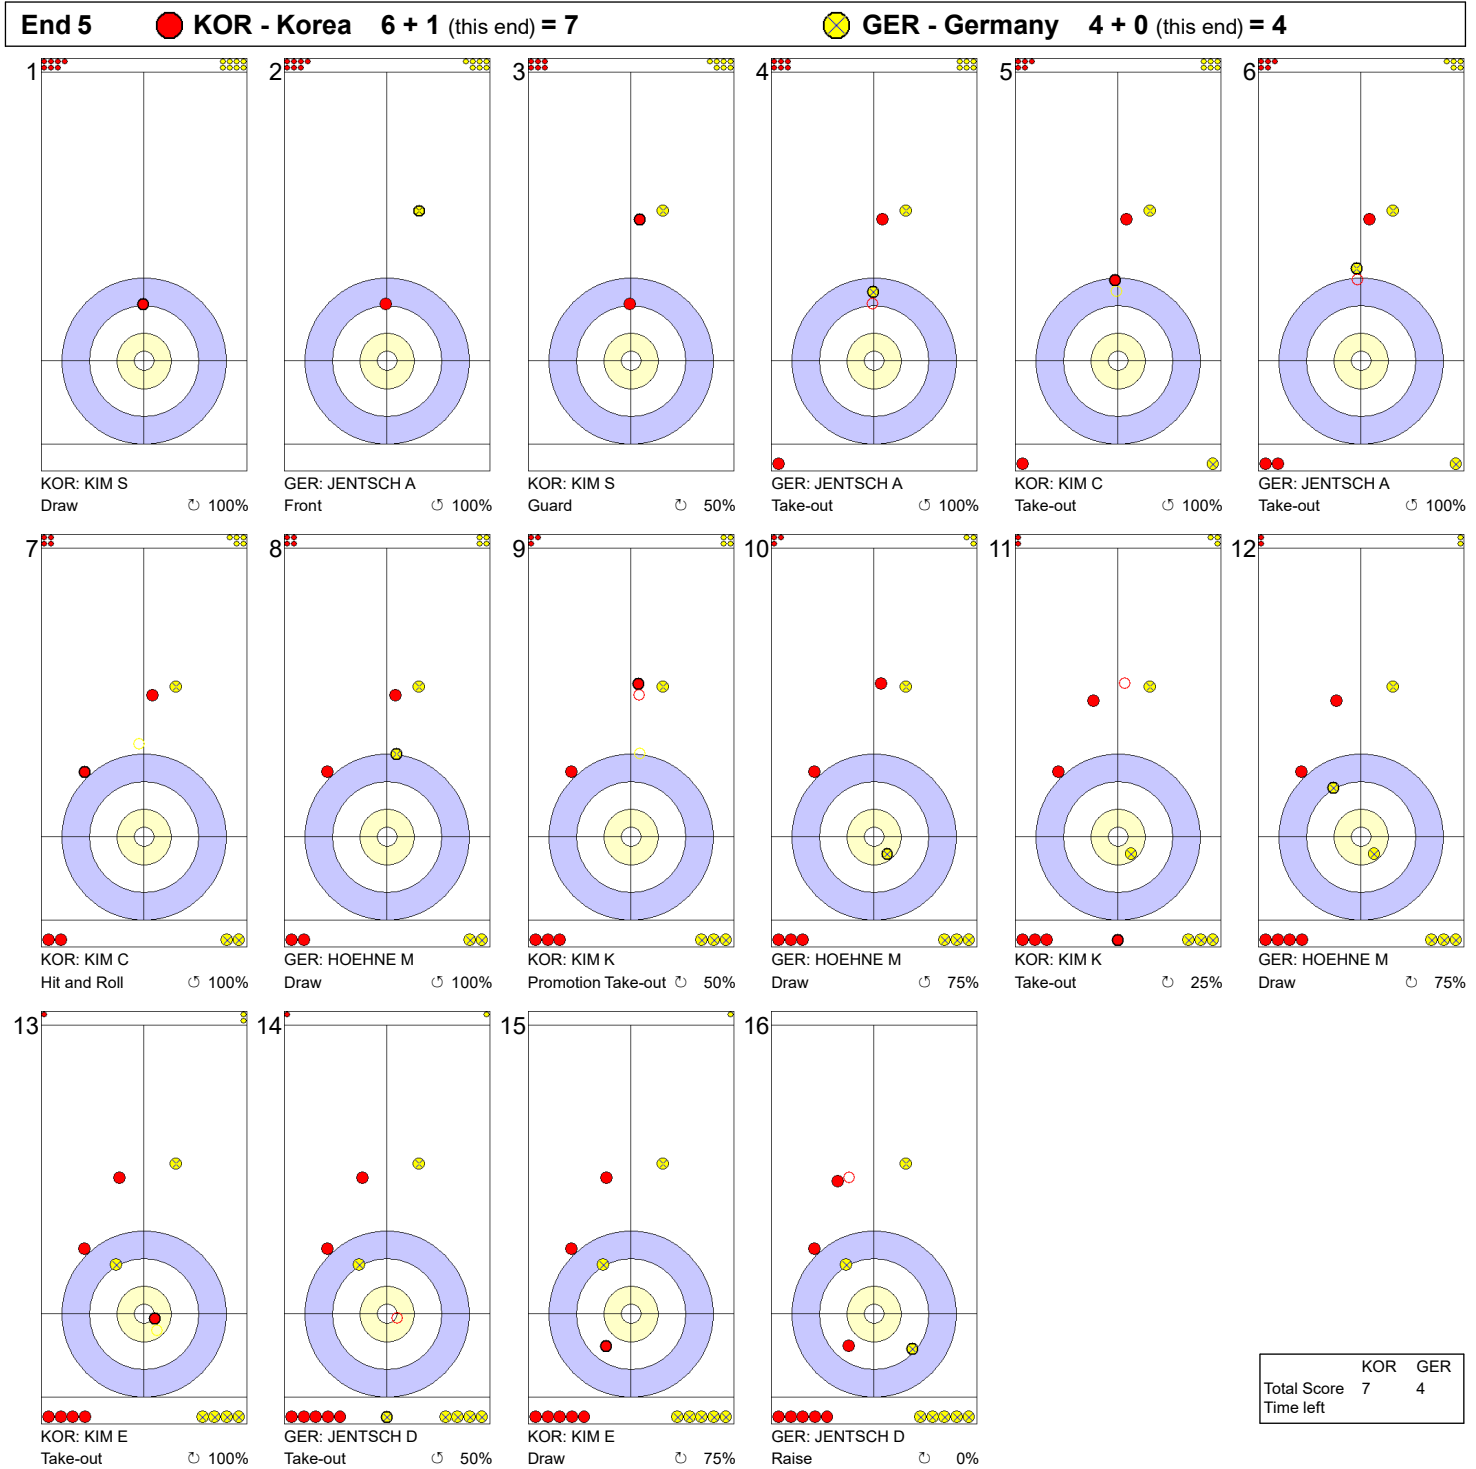 End 5 KOR - Korea 6 + 1 (this end) = 7 GER - Germany 4 + 0 (this end) = 4
1 2 3 4 5 6
KOR: KIM S GER: JENTSCH A KOR: KIM S GER: JENTSCH A KOR: KIM C GER: JENTSCH A
Draw ↻ 100% Front ↺ 100% Guard ↻ 50% Take-out ↺ 100% Take-out ↻ 100% Take-out ↺ 100%
7 8 9 10 11 12
KOR: KIM C GER: HOEHNE M KOR: KIM K GER: HOEHNE M KOR: KIM K GER: HOEHNE M
Hit and Roll ↺ 100% Draw ↺ 100% Promotion Take-out ↻ 50% Draw ↺ 75% Take-out ↻ 25% Draw ↻ 75%
13 14 15 16
KOR: KIM E GER: JENTSCH D KOR: KIM E GER: JENTSCH D
Take-out ↻ 100% Take-out ↺ 50% Draw ↻ 75% Raise ↻ 0%
KOR GER
Total Score 7 4
Time left